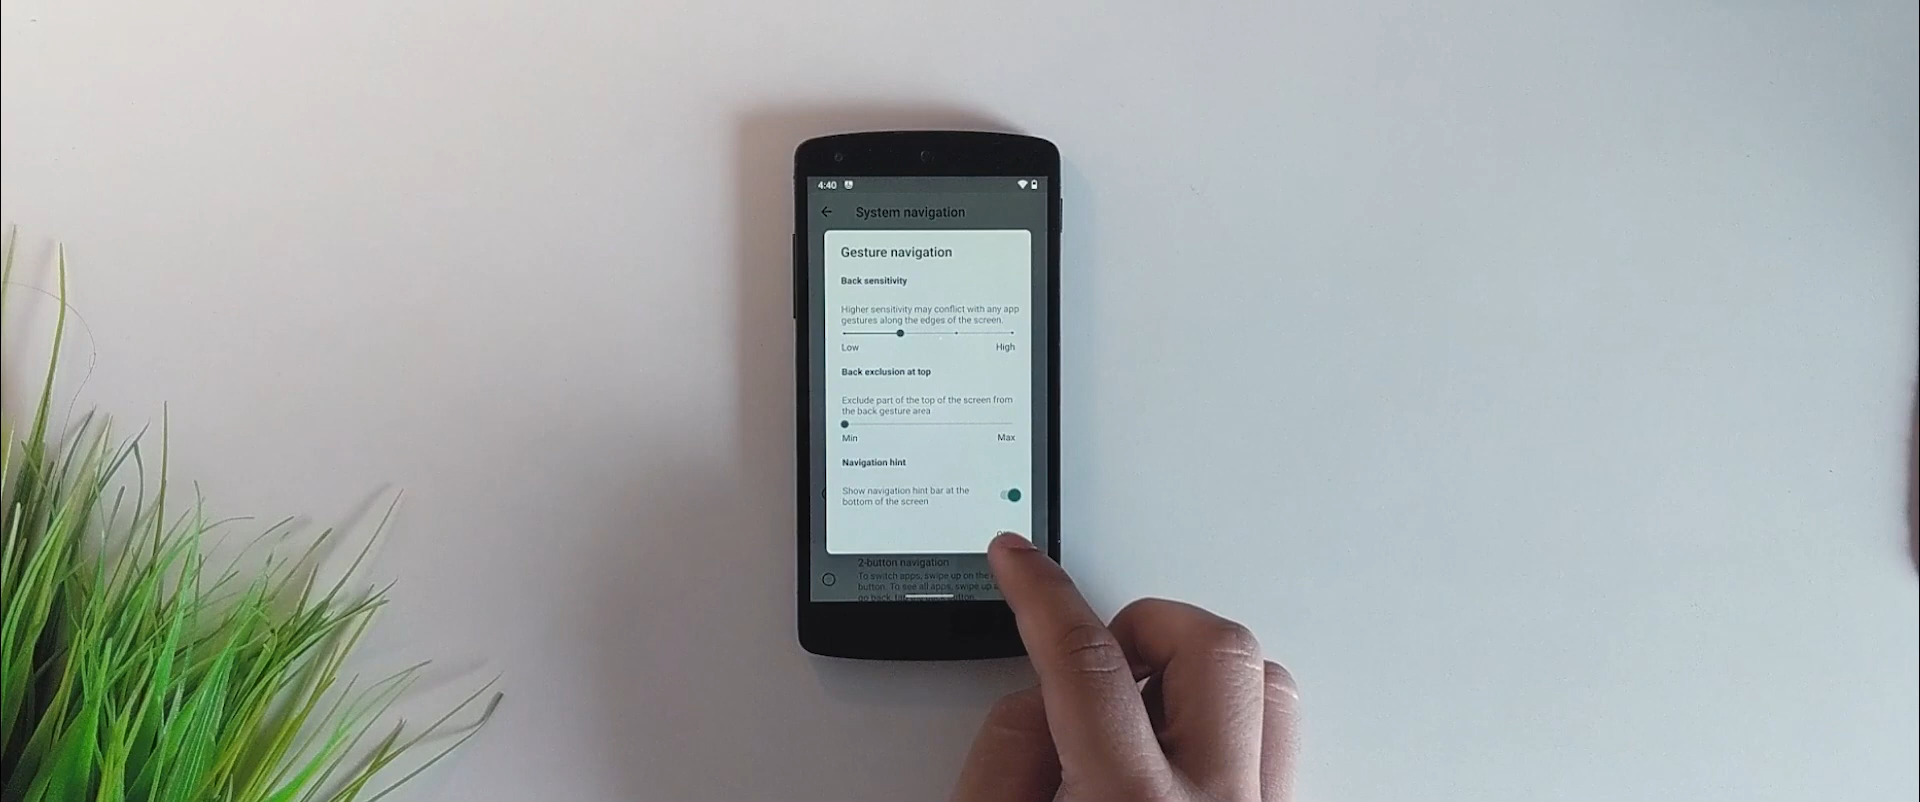 4:40
System navigation
Gesture navigation
Back sensitivity
Higher sensitivity may conflict with any app
gestures along the edges of the screen.
Low High
Back exclusion at top
Exclude part of the top of the screen from
the back gesture area
Min Max
Navigation hint
Show navigation hint bar at the
bottom of the screen
2-button navigation
To switch apps, swipe up on the
button. To see all apps, swipe up
go back, tap